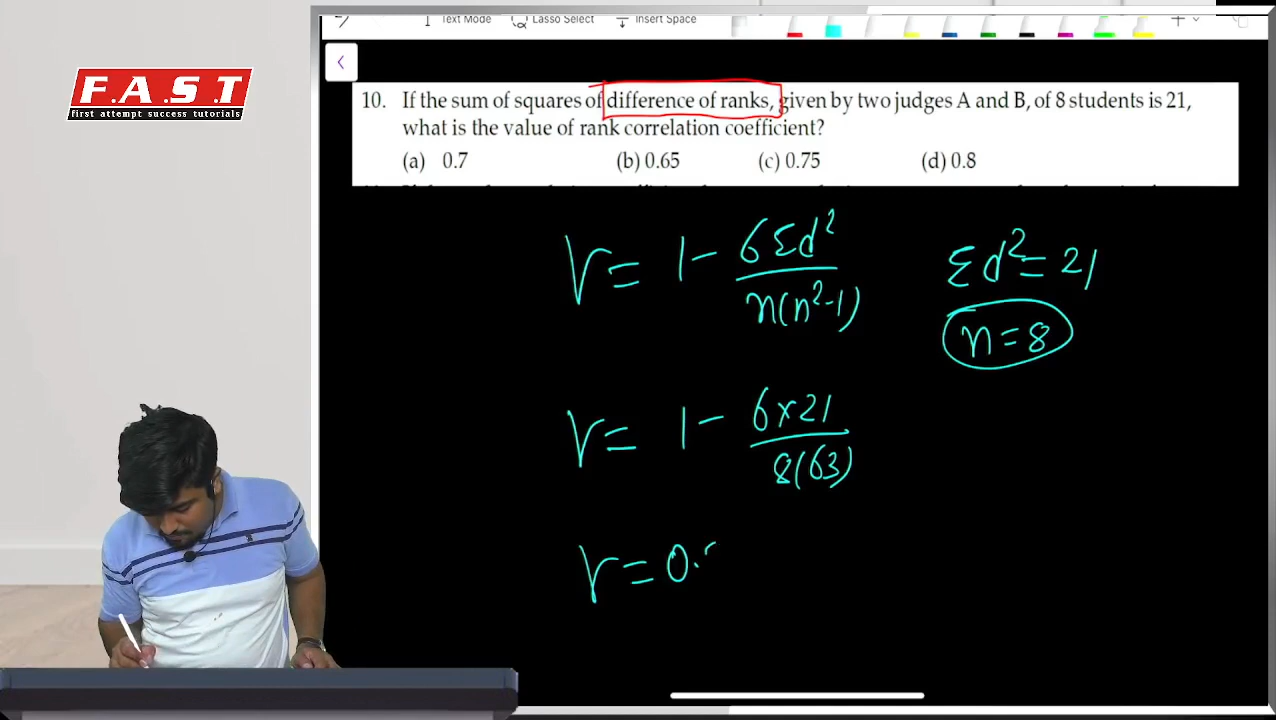 Text Mode Lasso Select Insert Space
F.A.S.T
first attempt success tutorials
10. If the sum of squares of difference of ranks, given by two judges A and B, of 8 students is 21,
what is the value of rank correlation coefficient?
(a) 0.7 (b) 0.65 (c) 0.75 (d) 0.8
r = 1 - 6Σd² / n(n²-1)
Σd² = 21
n = 8
r = 1 - 6×21 / 8(63)
r = 0.